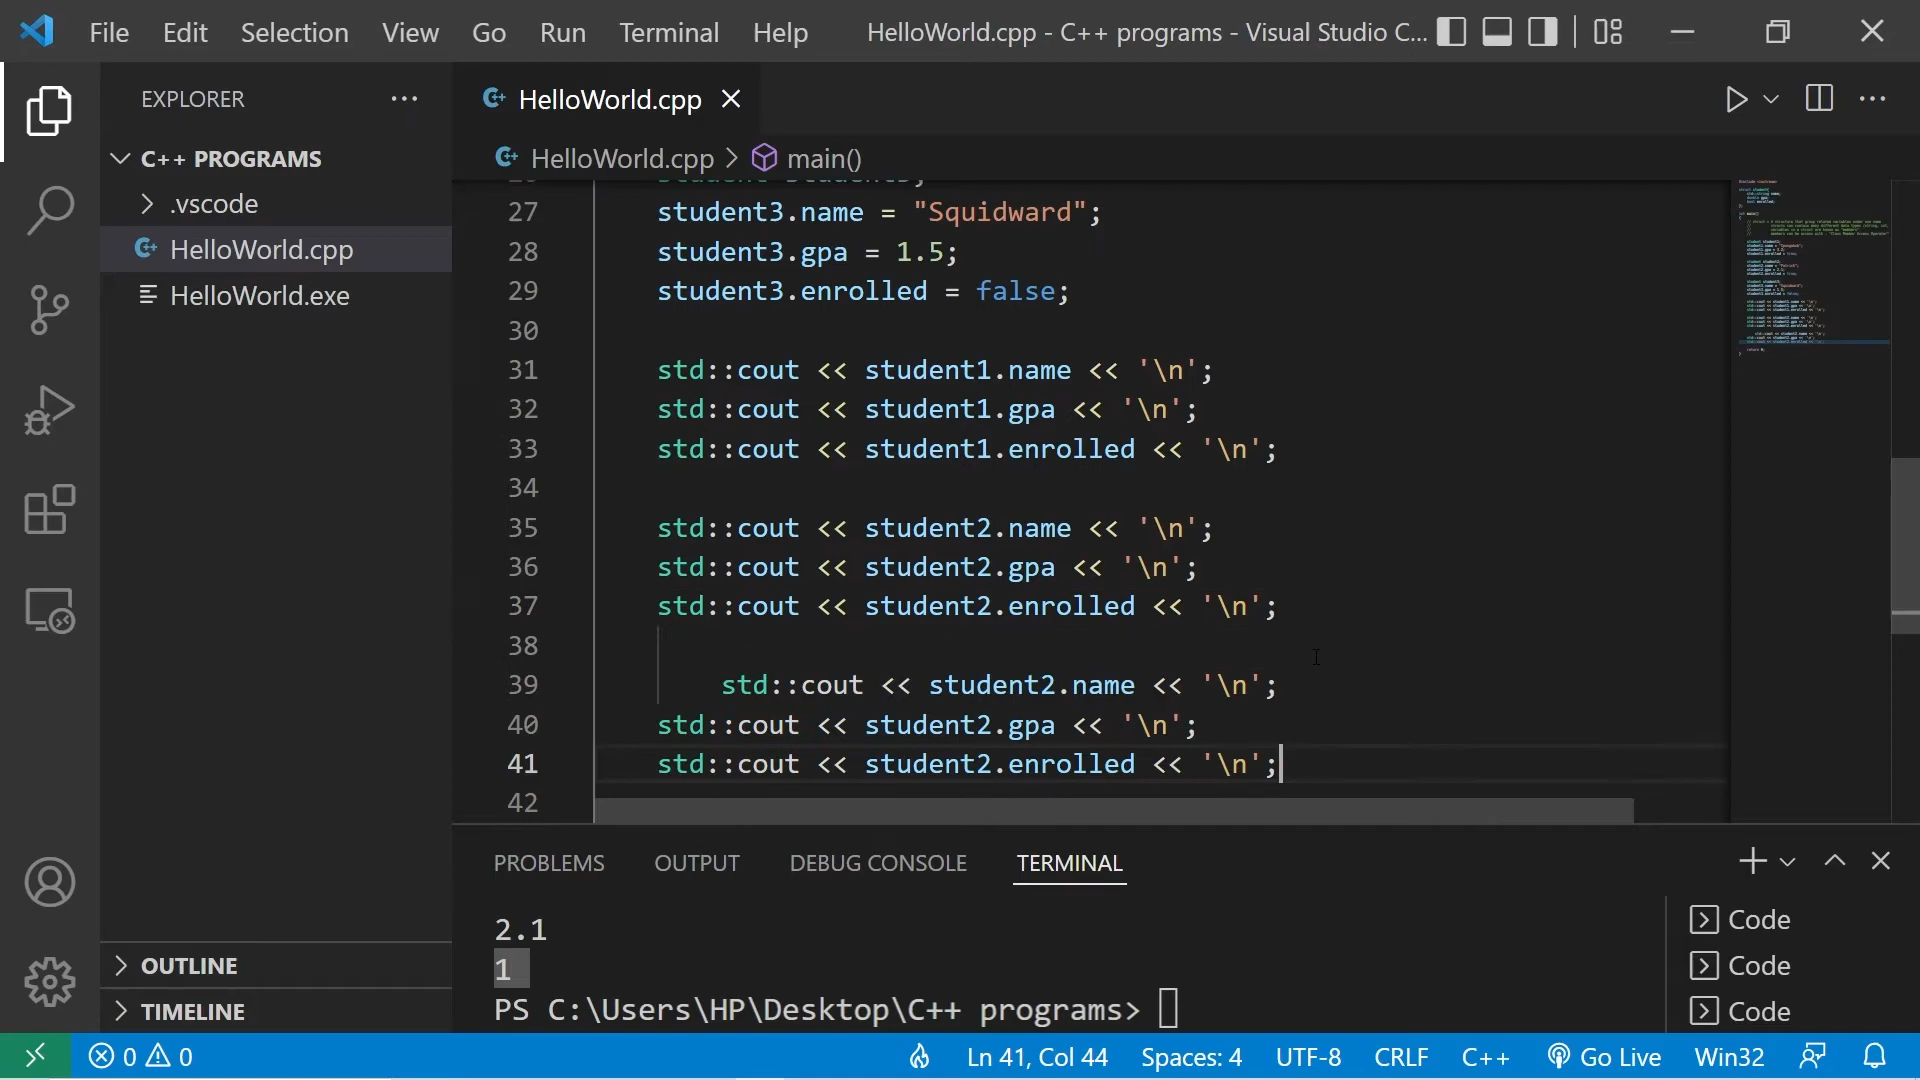 File Edit Selection View Go Run Terminal Help HelloWorld.cpp - C++ programs - Visual Studio C...
EXPLORER
HelloWorld.cpp
C++ PROGRAMS
HelloWorld.cpp > main()
.vscode
HelloWorld.cpp
HelloWorld.exe
27 student3.name = "Squidward";
28 student3.gpa = 1.5;
29 student3.enrolled = false;
30
31 std::cout << student1.name << '\n';
32 std::cout << student1.gpa << '\n';
33 std::cout << student1.enrolled << '\n';
34
35 std::cout << student2.name << '\n';
36 std::cout << student2.gpa << '\n';
37 std::cout << student2.enrolled << '\n';
38
39 std::cout << student2.name << '\n';
40 std::cout << student2.gpa << '\n';
41 std::cout << student2.enrolled << '\n';
42
PROBLEMS OUTPUT DEBUG CONSOLE TERMINAL
2.1
1
PS C:\Users\HP\Desktop\C++ programs>
Code
Code
Code
OUTLINE
TIMELINE
0 0 Ln 41, Col 44 Spaces: 4 UTF-8 CRLF C++ Go Live Win32